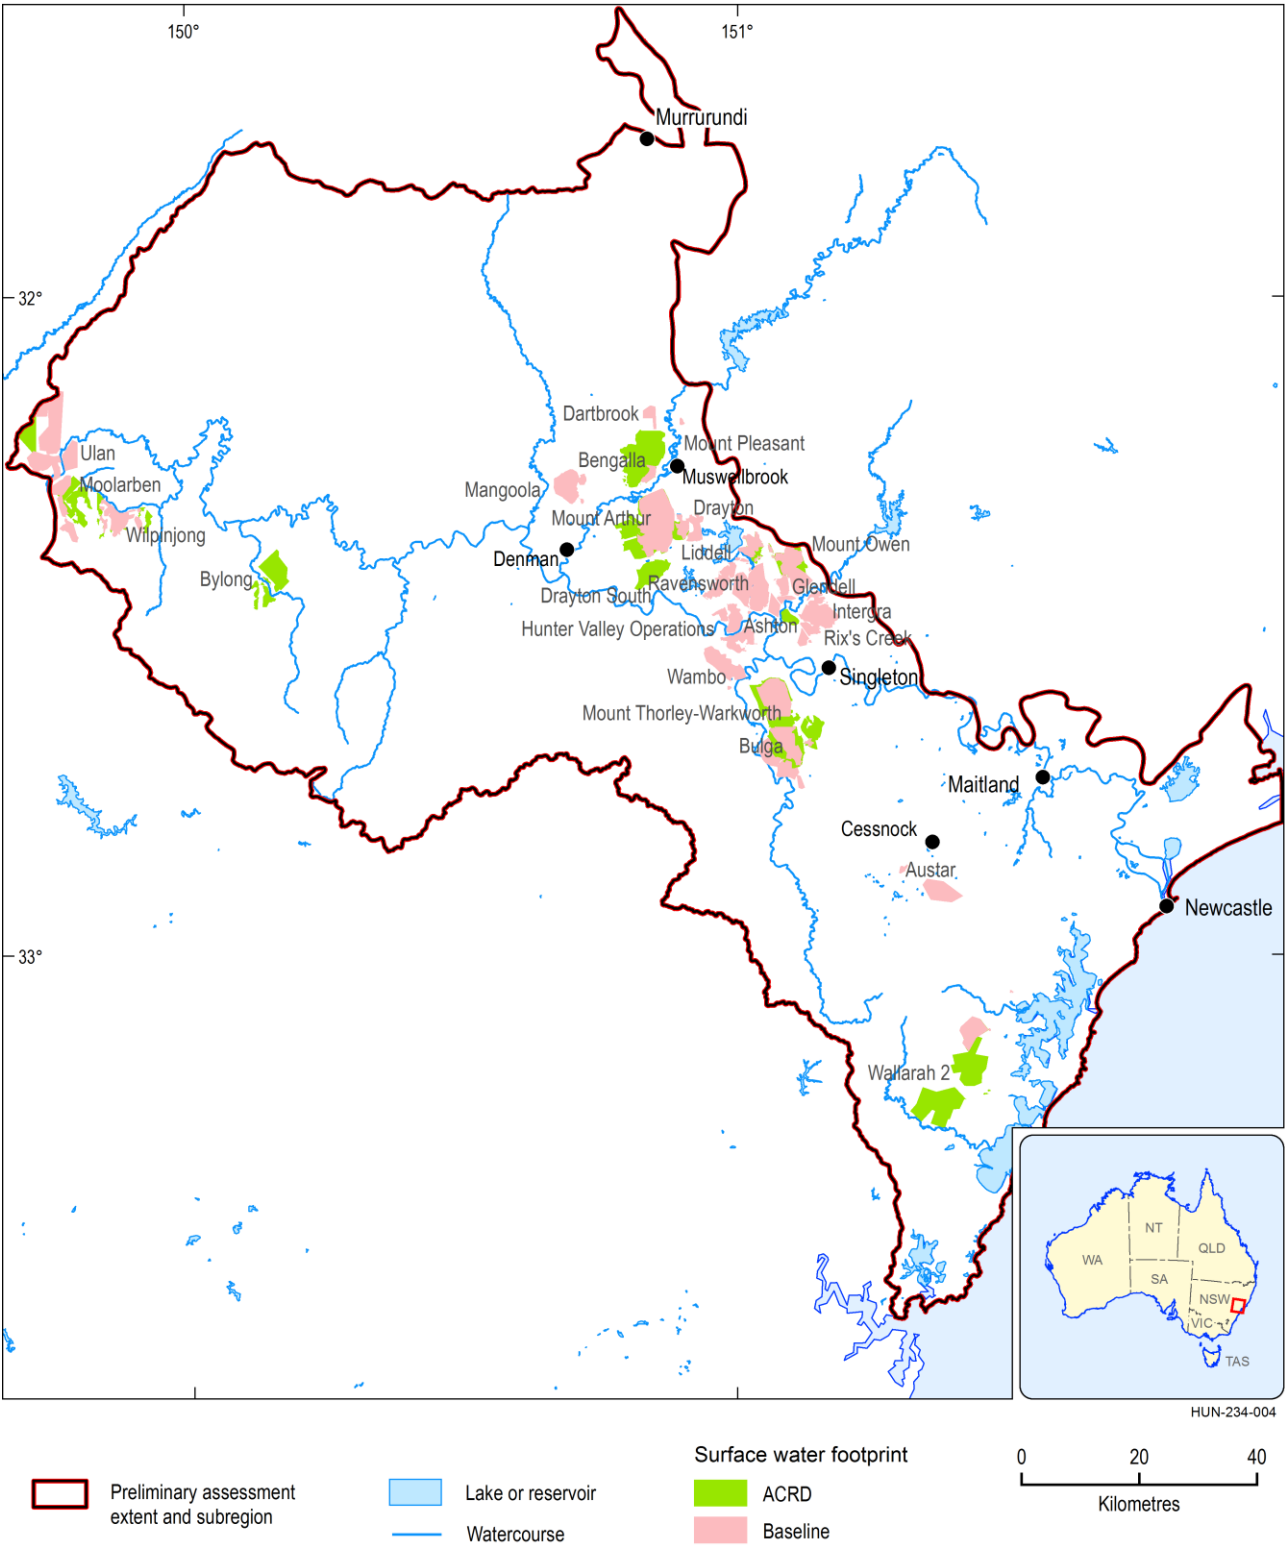 150°
151°
Murrurundi
32°
Dartbrook
Mount Pleasant
Bengalla
Muswellbrook
Ulan
Moolarben
Mangoola
Drayton
Mount Arthur
Wilpinjong
Mount Owen
Liddell
Denman
Bylong
Ravensworth
Glendell
Drayton South
Intergra
Hunter Valley Operations
Ashton
Rix's Creek
Wambo
Singleton
Mount Thorley-Warkworth
Bulga
Maitland
Cessnock
Austar
Newcastle
33°
Wallarah 2
NT
QLD
WA
SA
NSW
VIC
TAS
HUN-234-004
Surface water footprint
0 20 40
Preliminary assessment
extent and subregion
Lake or reservoir
ACRD
Kilometres
Watercourse
Baseline